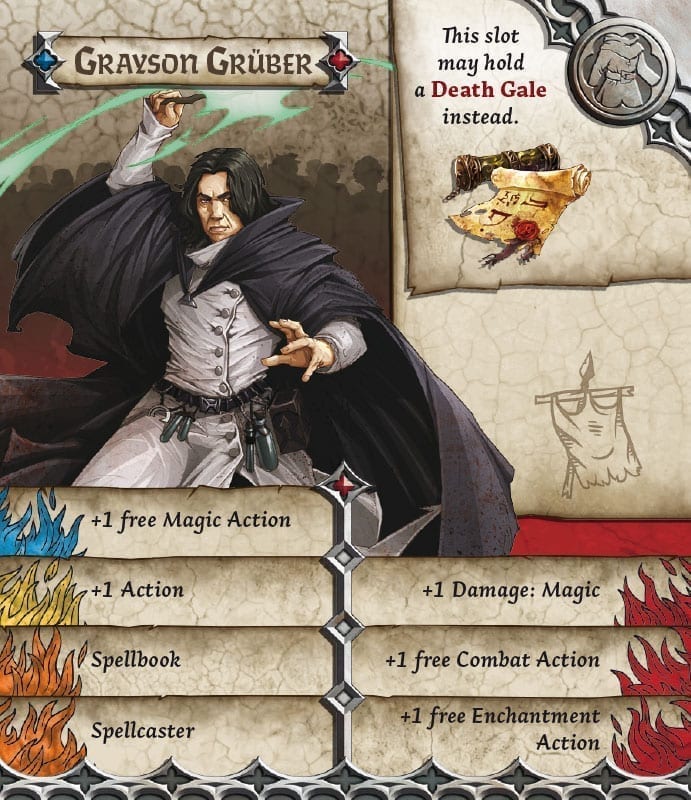 Grayson Grüber
This slot
may hold
a Death Gale
instead.
+1 free Magic Action
+1 Action
Spellbook
Spellcaster
+1 Damage: Magic
+1 free Combat Action
+1 free Enchantment
Action